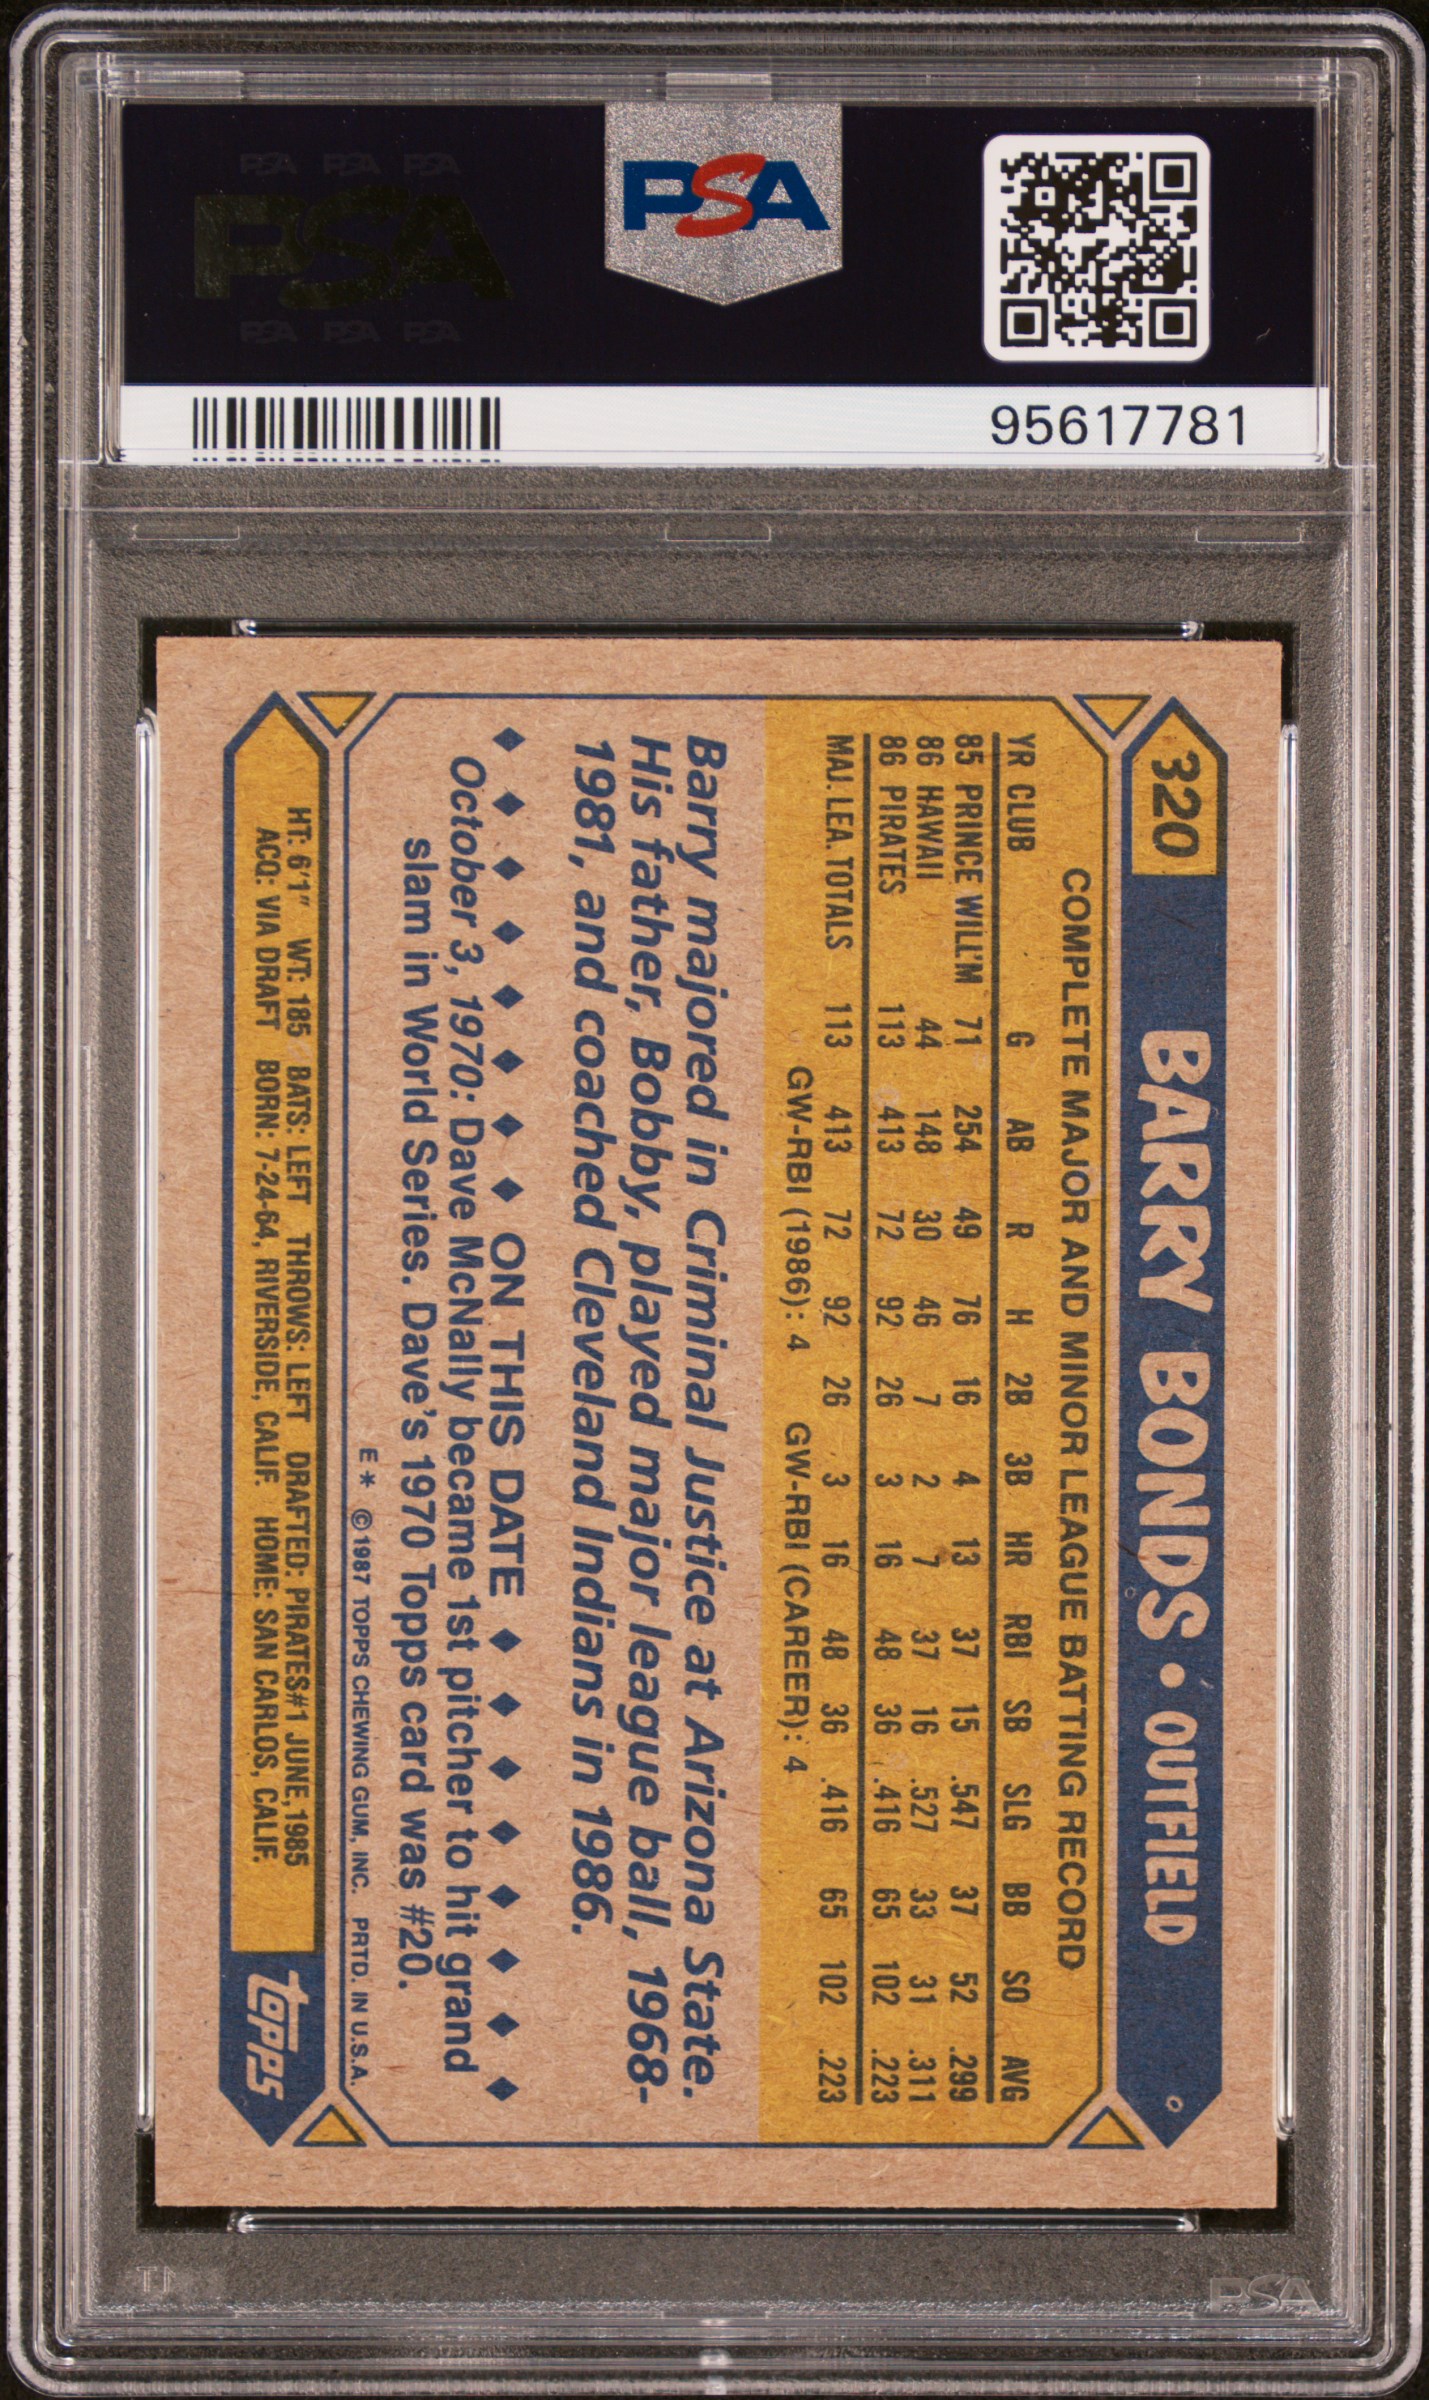 PSA PSA PSA
PSA
PSA PSA PSA
PSA
95617781
320 BARRY BONDS • OUTFIELD
COMPLETE MAJOR AND MINOR LEAGUE BATTING RECORD
YR CLUB G AB R H 2B 3B HR RBI SB SLG BB SO AVG
85 PRINCE WILL'M 71 254 49 76 16 4 13 37 15 .547 37 52 .299
86 HAWAII 44 148 30 46 7 2 7 37 16 .527 33 31 .311
86 PIRATES 113 413 72 92 26 3 16 48 36 .416 65 102 .223
MAJ. LEA. TOTALS 113 413 72 92 26 3 16 48 36 .416 65 102 .223
GW-RBI (1986): 4 GW-RBI (CAREER): 4
Barry majored in Criminal Justice at Arizona State.
His father, Bobby, played major league ball, 1968-
1981, and coached Cleveland Indians in 1986.
ON THIS DATE
October 3, 1970: Dave McNally became 1st pitcher to hit grand
slam in World Series. Dave's 1970 Topps card was #20.
E* ©1987 TOPPS CHEWING GUM, INC. PRTD. IN U.S.A.
HT: 6'1" WT: 185 BATS: LEFT THROWS: LEFT DRAFTED: PIRATES#1 JUNE, 1985
ACQ: VIA DRAFT BORN: 7-24-64, RIVERSIDE, CALIF. HOME: SAN CARLOS, CALIF.
topps
PSA